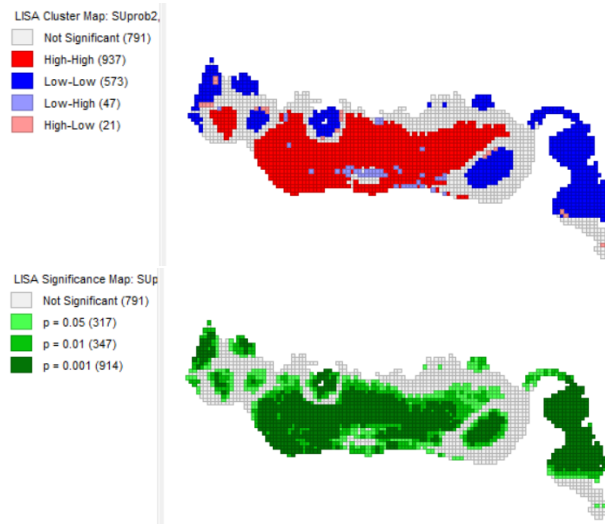 LISA Cluster Map: SUprob2,
Not Significant (791)
High-High (937)
Low-Low (573)
Low-High (47)
High-Low (21)
LISA Significance Map: SUp
Not Significant (791)
p = 0.05 (317)
p = 0.01 (347)
p = 0.001 (914)